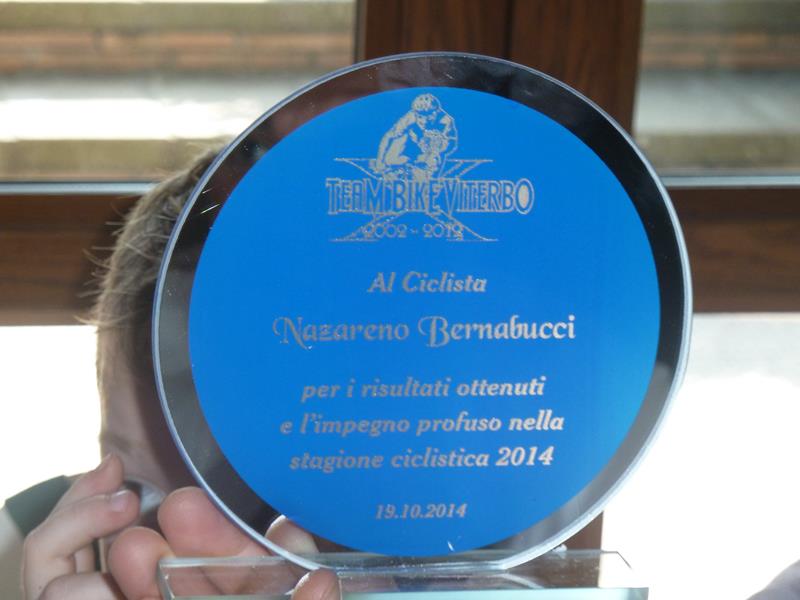 TEAM BIKE VITERBO
2002 - 2012
Al Ciclista
Nazareno Bernabucci
per i risultati ottenuti
e l'impegno profuso nella
stagione ciclistica 2014
19.10.2014